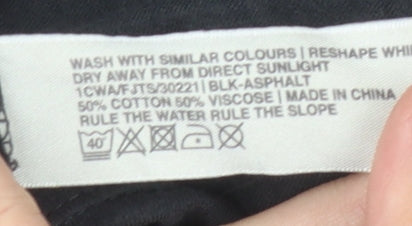 WASH WITH SIMILAR COLOURS | RESHAPE WHI
DRY AWAY FROM DIRECT SUNLIGHT
1CWA/FJTS/30221 | BLK-ASPHALT
50% COTTON 50% VISCOSE | MADE IN CHINA
RULE THE WATER RULE THE SLOPE
40°